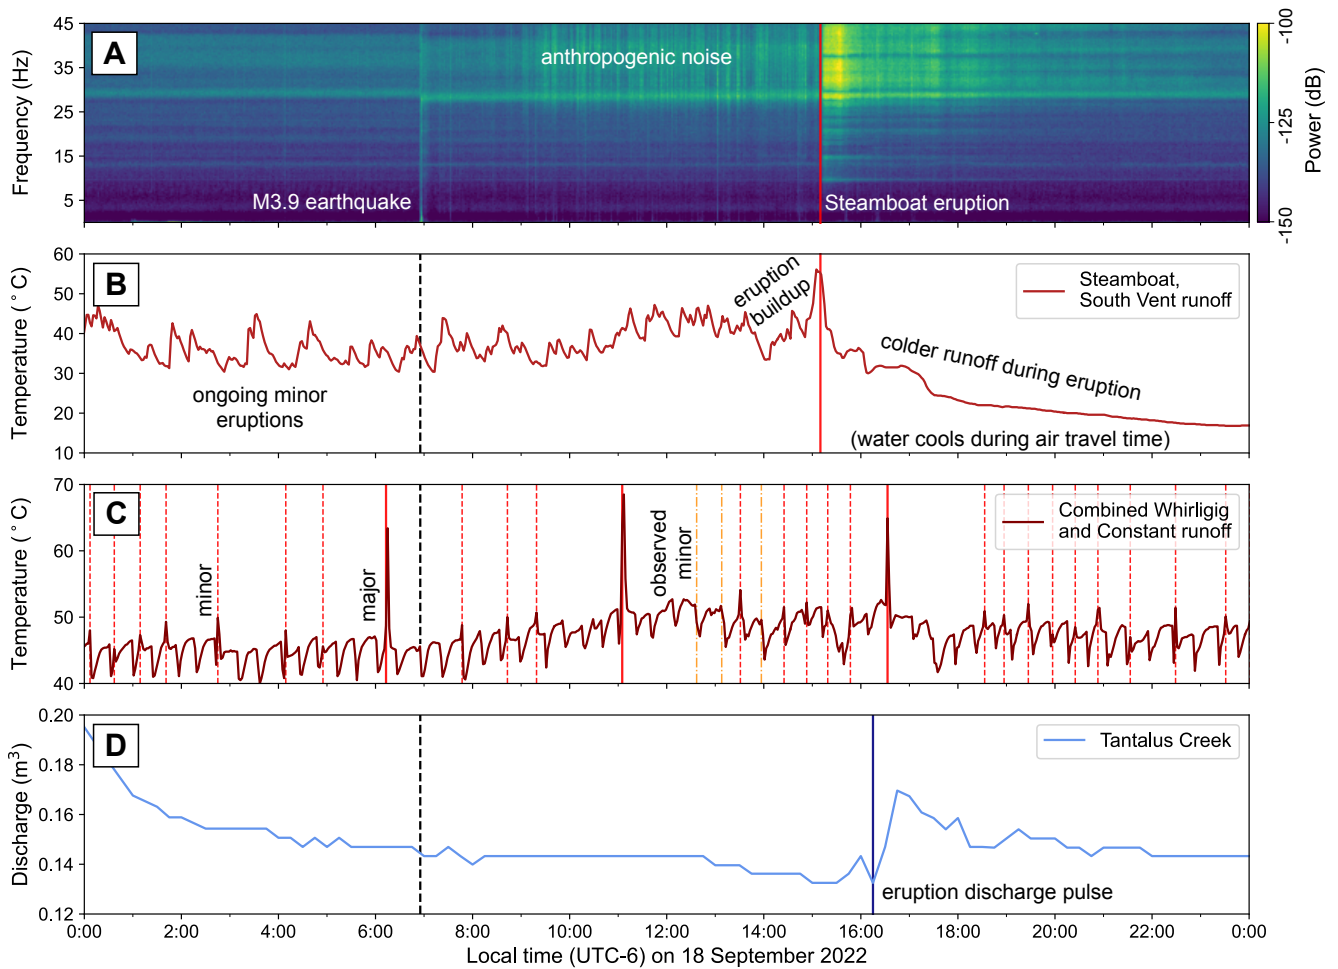 A
45
35
25
15
5
Frequency (Hz)
anthropogenic noise
M3.9 earthquake
Steamboat eruption
-100
-125
-150
Power (dB)
B
60
50
40
30
20
10
Temperature (°C)
ongoing minor
eruptions
eruption
buildup
Steamboat,
South Vent runoff
colder runoff during eruption
(water cools during air travel time)
C
70
60
50
40
Temperature (°C)
minor
major
observed
minor
Combined Whirligig
and Constant runoff
D
0.20
0.18
0.16
0.14
0.12
Discharge (m³)
Tantalus Creek
eruption discharge pulse
0:00 2:00 4:00 6:00 8:00 10:00 12:00 14:00 16:00 18:00 20:00 22:00 0:00
Local time (UTC-6) on 18 September 2022